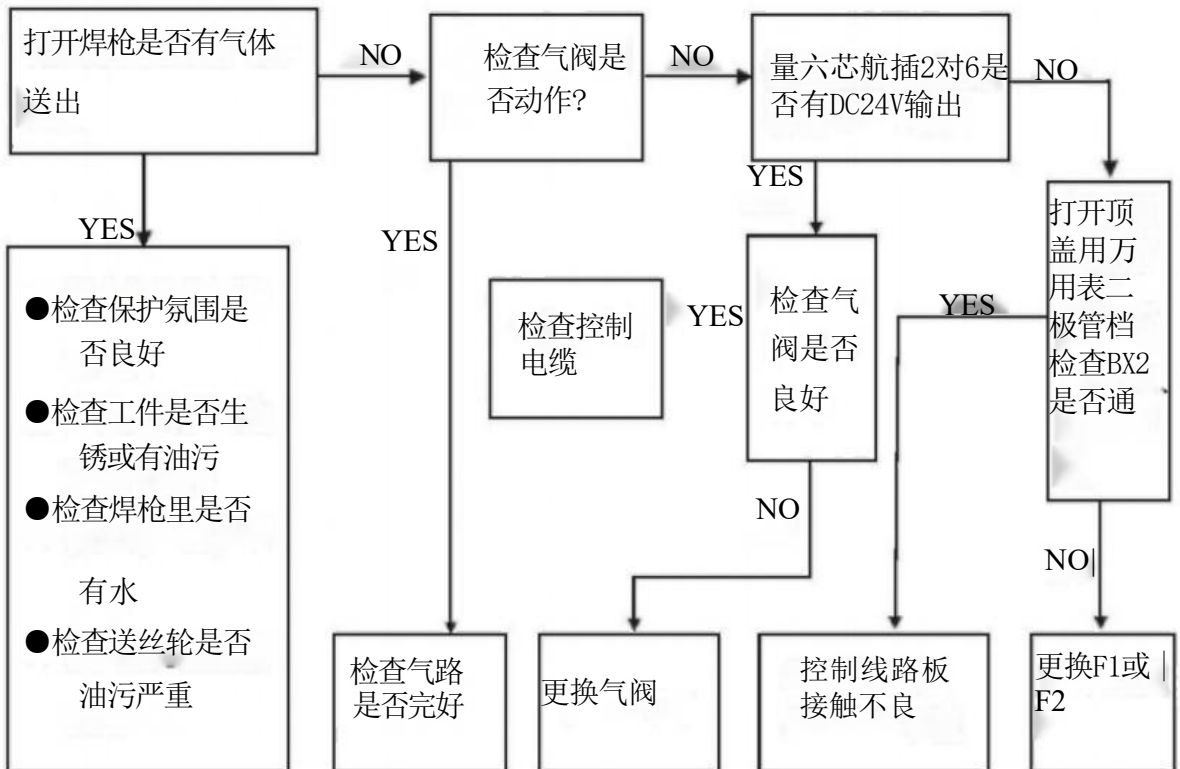 打开焊枪是否有气体
送出
NO
检查气阀是
否动作?
NO
量六芯航插2对6是
否有DC24V输出
NO
YES
YES
YES
打开顶
盖用万
用表二
极管档
检查BX2
是否通
●检查保护氛围是
否良好
●检查工件是否生
锈或有油污
●检查焊枪里是否
有水
●检查送丝轮是否
油污严重
检查控制
电缆
YES
检查气
阀是否
良好
YES
NO
NO
检查气路
是否完好
更换气阀
控制线路板
接触不良
更换F1或
F2